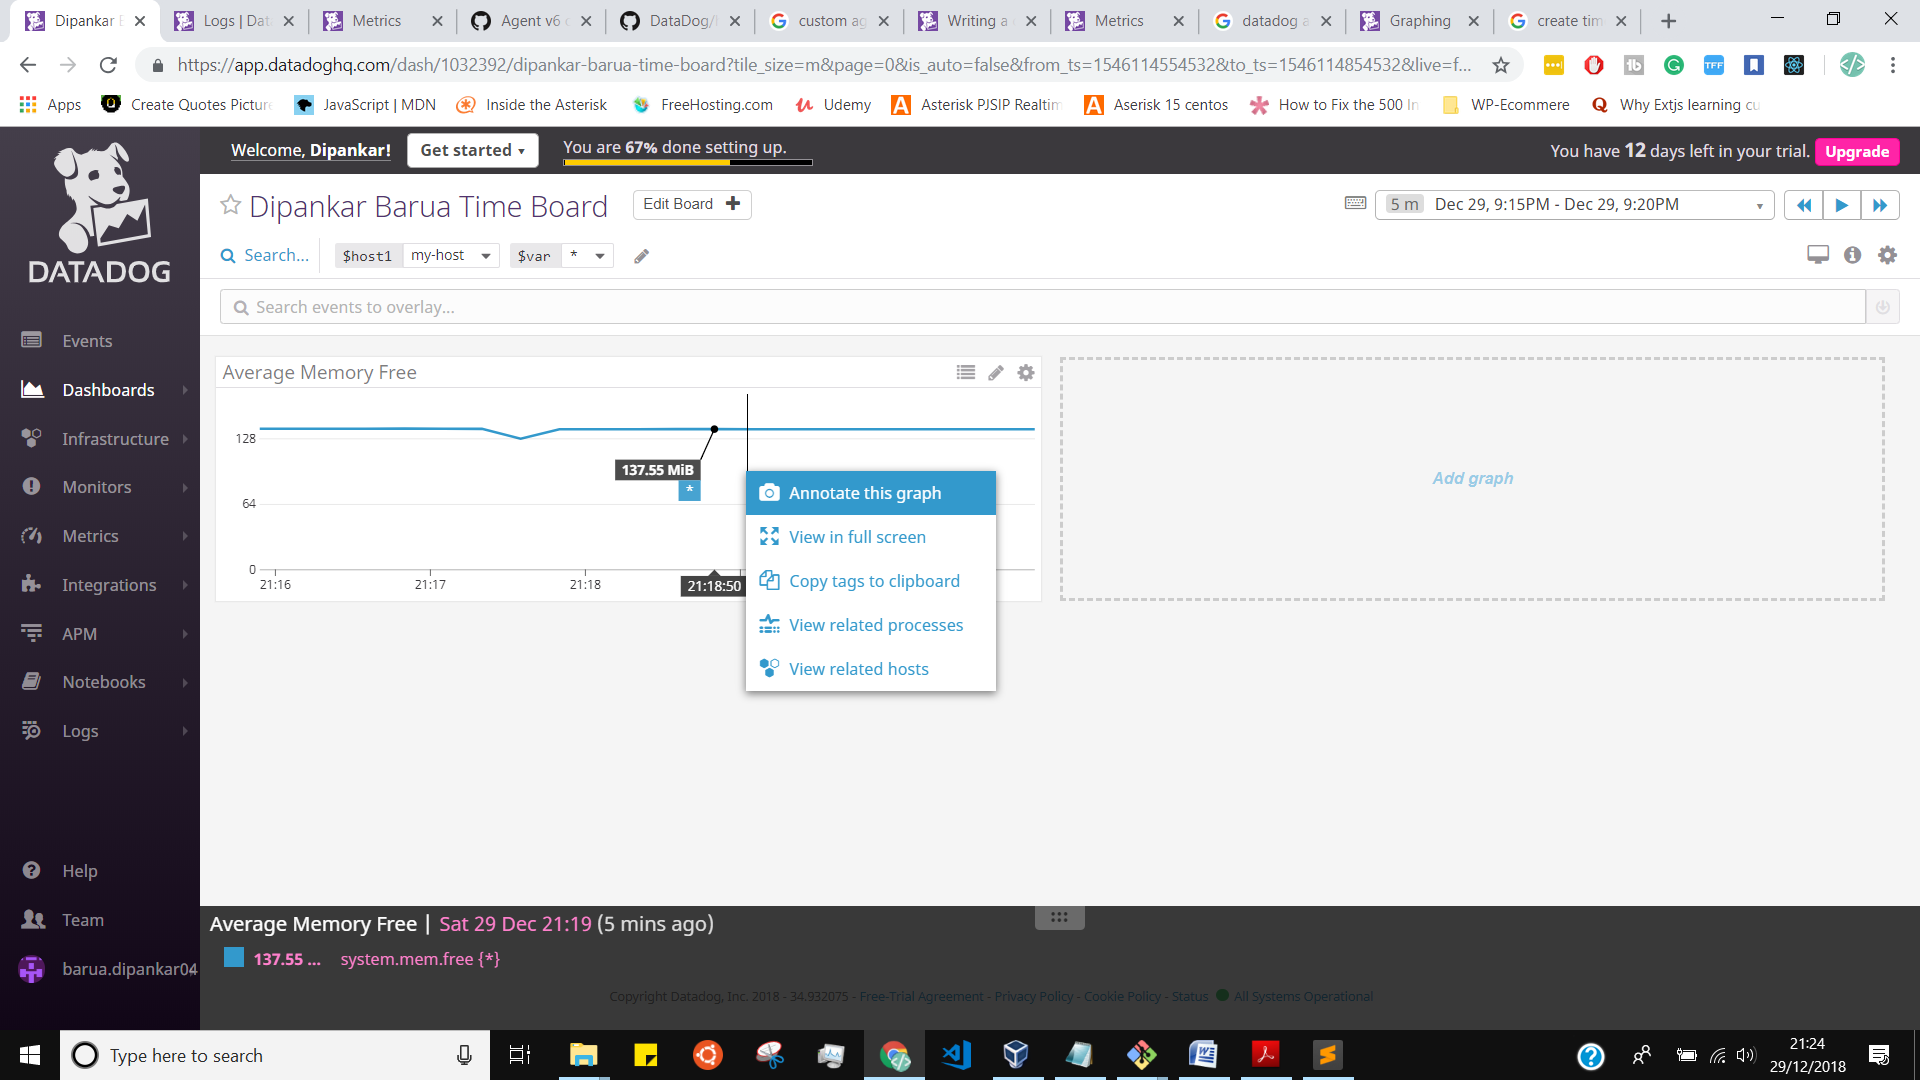 Dipankar B
Logs | Dat
Metrics
Agent v6 c
DataDog/
custom ag
Writing a
Metrics
datadog a
Graphing
create tim
https://app.datadoghq.com/dash/1032392/dipankar-barua-time-board?tile_size=m&page=0&is_auto=false&from_ts=1546114554532&to_ts=1546114854532&live=f...
TFF
Apps
Create Quotes Picture
JavaScript | MDN
Inside the Asterisk
FreeHosting.com
Udemy
Asterisk PJSIP Realtim
Aserisk 15 centos
How to Fix the 500 In
WP-Ecommere
Why Extjs learning cu
DATADOG
Welcome, Dipankar!
Get started
You are 67% done setting up.
You have 12 days left in your trial.
Upgrade
Dipankar Barua Time Board
Edit Board
5 m
Dec 29, 9:15PM - Dec 29, 9:20PM
Search...
$host1
my-host
$var
*
Search events to overlay...
Events
Dashboards
Infrastructure
Monitors
Metrics
Integrations
APM
Notebooks
Logs
Help
Team
barua.dipankar04
Average Memory Free
128
64
0
21:16
21:17
21:18
21:18:50
137.55 MiB
*
Annotate this graph
View in full screen
Copy tags to clipboard
View related processes
View related hosts
Add graph
Average Memory Free | Sat 29 Dec 21:19 (5 mins ago)
137.55 ...
system.mem.free {*}
Copyright Datadog, Inc. 2018 - 34.932075 - Free-Trial Agreement - Privacy Policy - Cookie Policy - Status All Systems Operational
Type here to search
21:24
29/12/2018